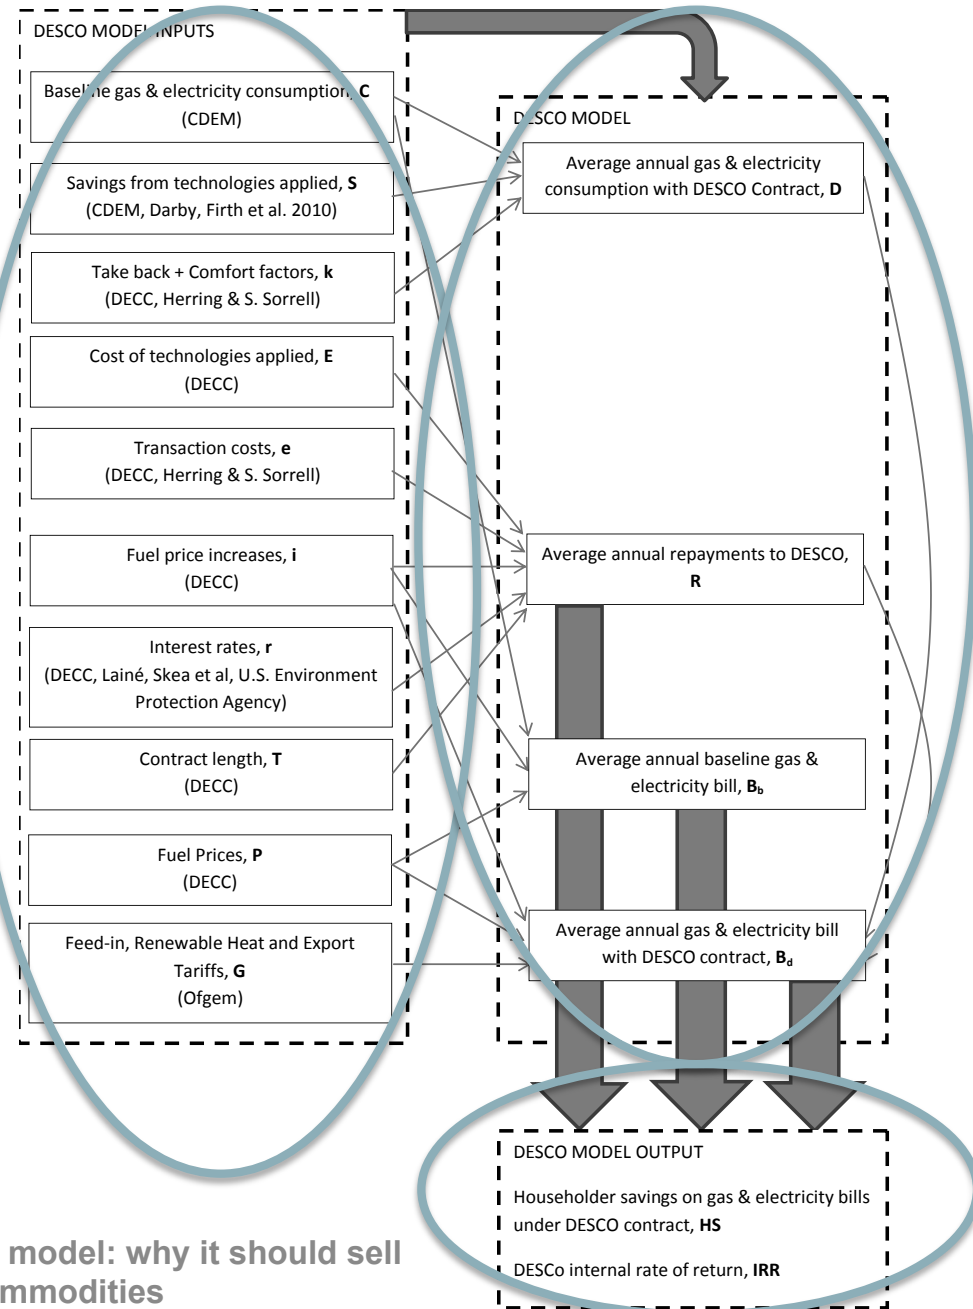 DESCO MODEL INPUTS
Baseline gas & electricity consumption, C
(CDEM)
Savings from technologies applied, S
(CDEM, Darby, Firth et al. 2010)
Take back + Comfort factors, k
(DECC, Herring & S. Sorrell)
Cost of technologies applied, E
(DECC)
Transaction costs, e
(DECC, Herring & S. Sorrell)
Fuel price increases, i
(DECC)
Interest rates, r
(DECC, Lainé, Skea et al, U.S. Environment
Protection Agency)
Contract length, T
(DECC)
Fuel Prices, P
(DECC)
Feed-in, Renewable Heat and Export
Tariffs, G
(Ofgem)
DESCO MODEL
Average annual gas & electricity
consumption with DESCO Contract, D
Average annual repayments to DESCO,
R
Average annual baseline gas &
electricity bill, Bb
Average annual gas & electricity bill
with DESCO contract, Bd
DESCO MODEL OUTPUT
Householder savings on gas & electricity bills
under DESCO contract, HS
DESCo internal rate of return, IRR
model: why it should sell
mmodities